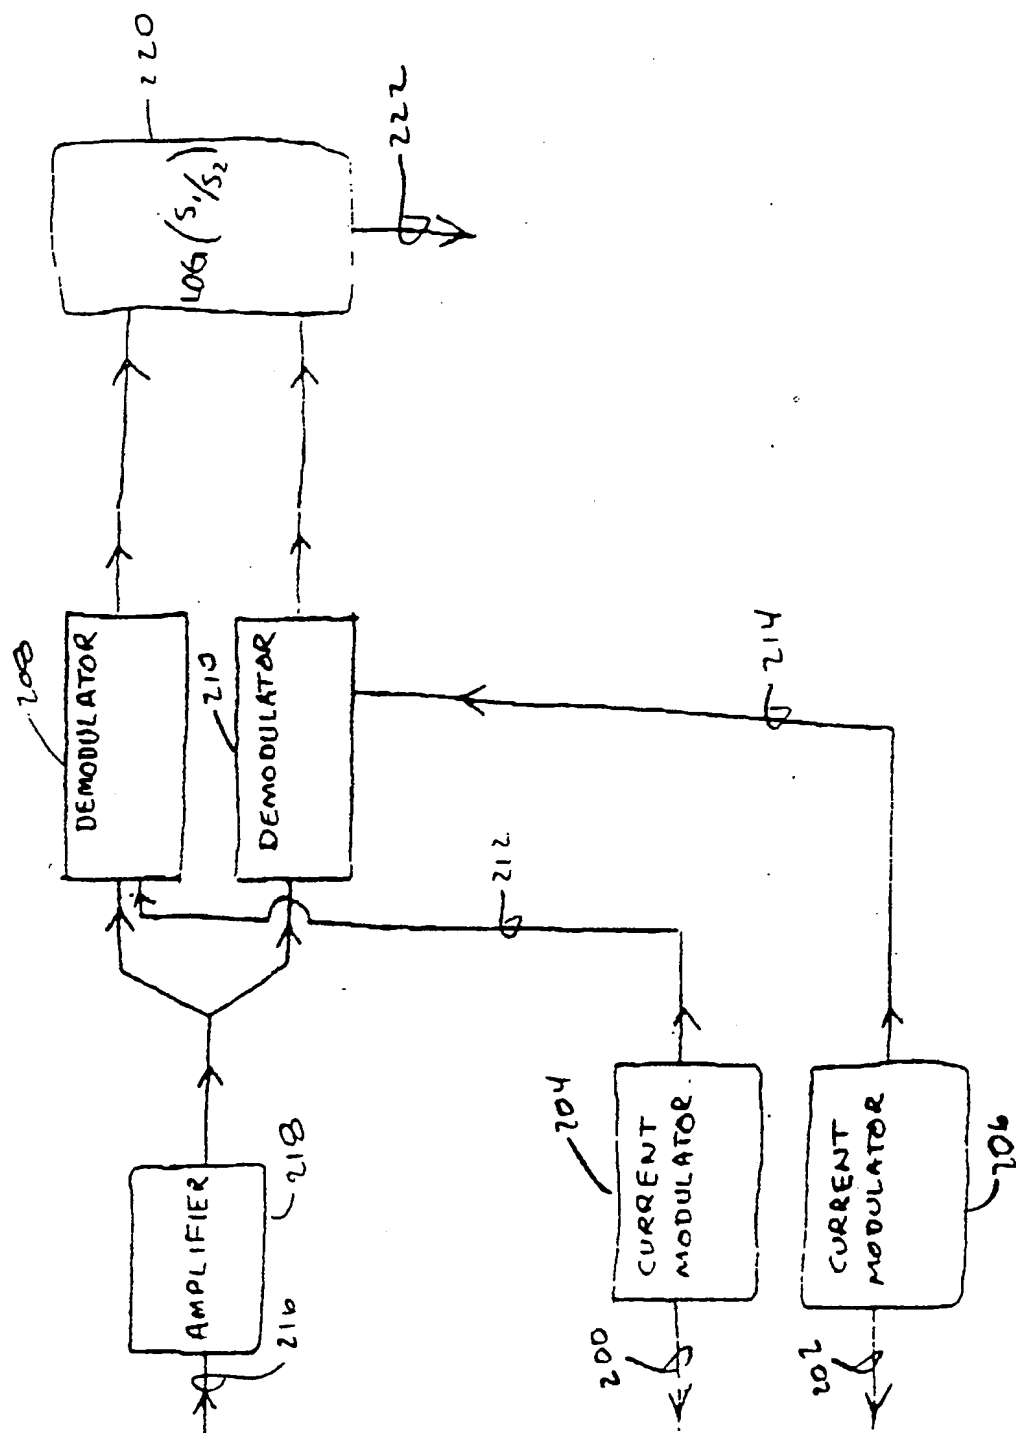 216
AMPLIFIER
218
208
DEMODULATOR
210
DEMODULATOR
220
LOG (S1/S2)
222
212
214
200
204
CURRENT
MODULATOR
202
CURRENT
MODULATOR
206